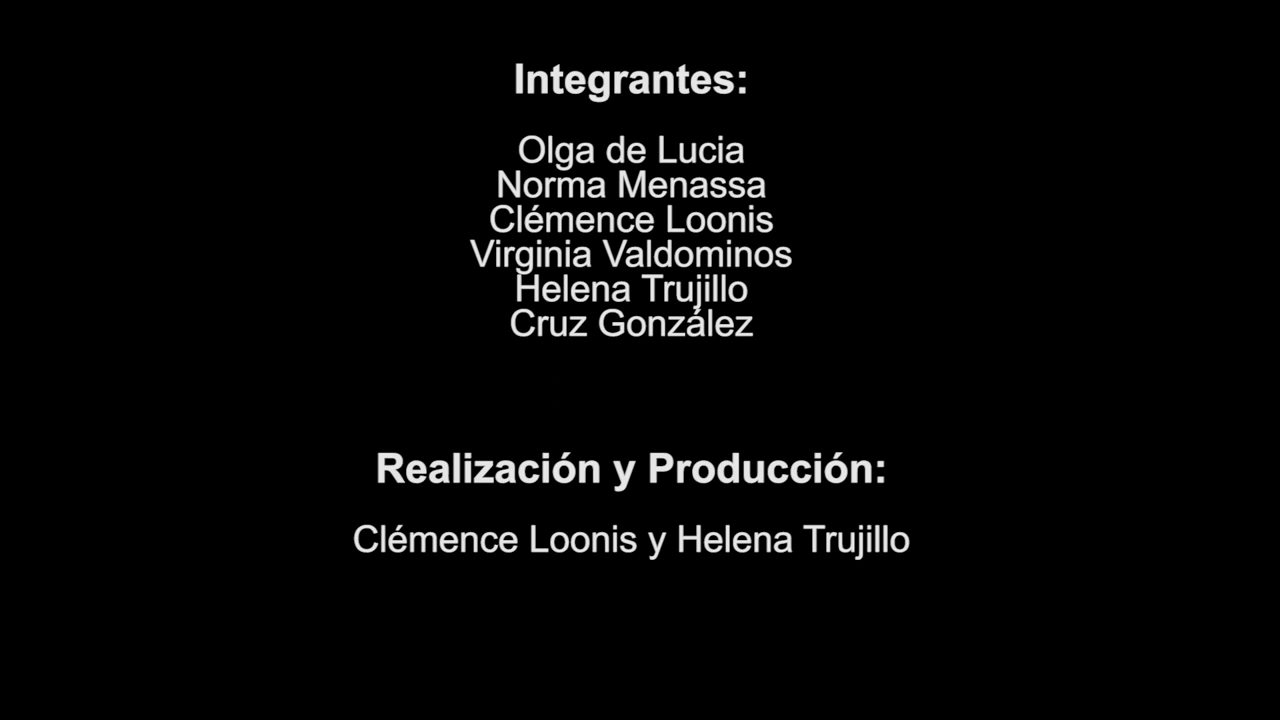 Integrantes:
Olga de Lucia
Norma Menassa
Clémence Loonis
Virginia Valdominos
Helena Trujillo
Cruz González
Realización y Producción:
Clémence Loonis y Helena Trujillo